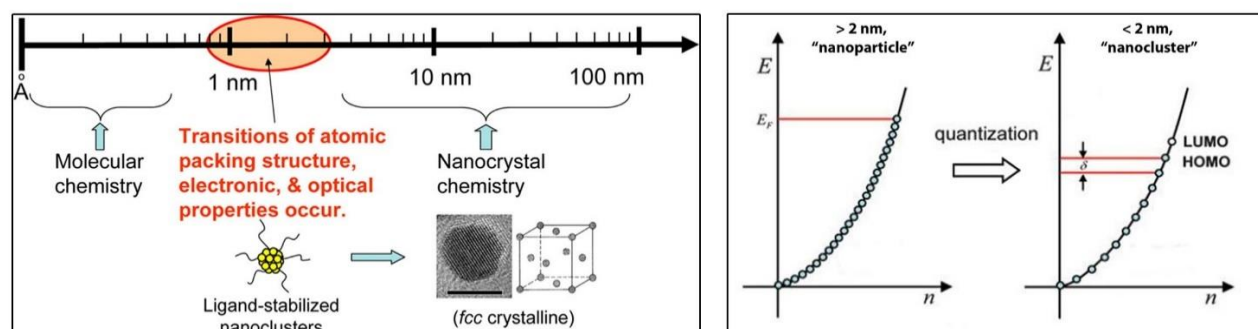 Å
1 nm
10 nm
100 nm
Molecular
chemistry
Transitions of atomic
packing structure,
electronic, & optical
properties occur.
Nanocrystal
chemistry
Ligand-stabilized
nanoclusters
(fcc crystalline)
> 2 nm,
“nanoparticle”
E
E_F
n
quantization
< 2 nm,
“nanocluster”
E
δ
LUMO
HOMO
n